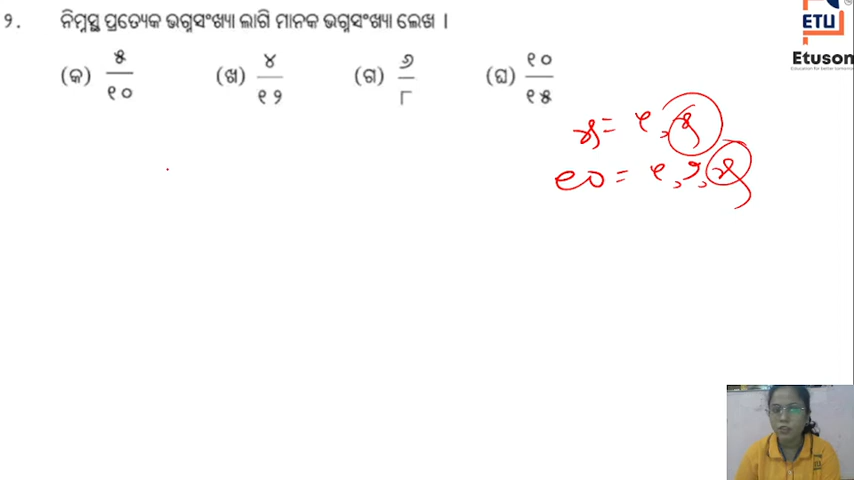 ETU
Etuson
୨. ନିମ୍ନସ୍ଥ ପ୍ରତ୍ୟେକ ଭଗ୍ନସଂଖ୍ୟା ଲାଗି ମାନକ ଭଗ୍ନସଂଖ୍ୟା ଲେଖ ।
(କ) ୫/୧୦ (ଖ) ୪/୧୨ (ଗ) ୬/୮ (ଘ) ୧୦/୧୫
୫ = ୧, ୫
୧୦ = ୧, ୨, ୫